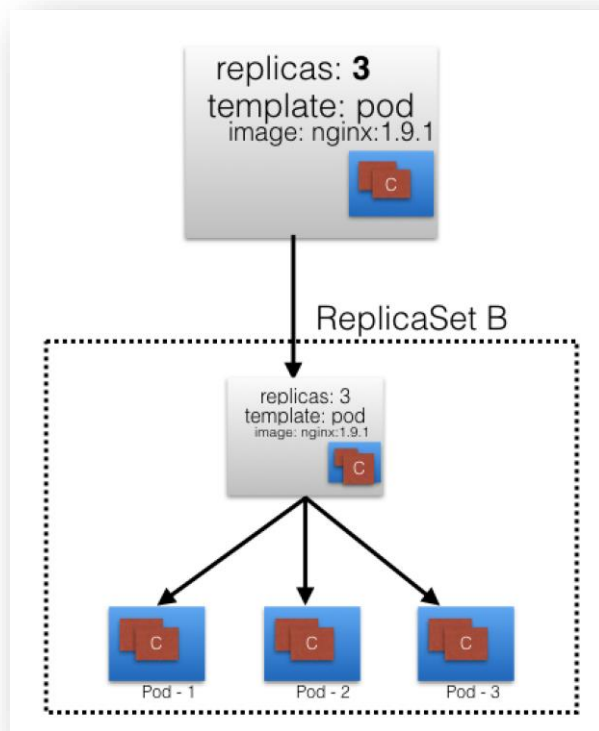 replicas: 3
template: pod
image: nginx:1.9.1
C
ReplicaSet B
replicas: 3
template: pod
image: nginx:1.9.1
C
C
C
C
Pod - 1
Pod - 2
Pod - 3